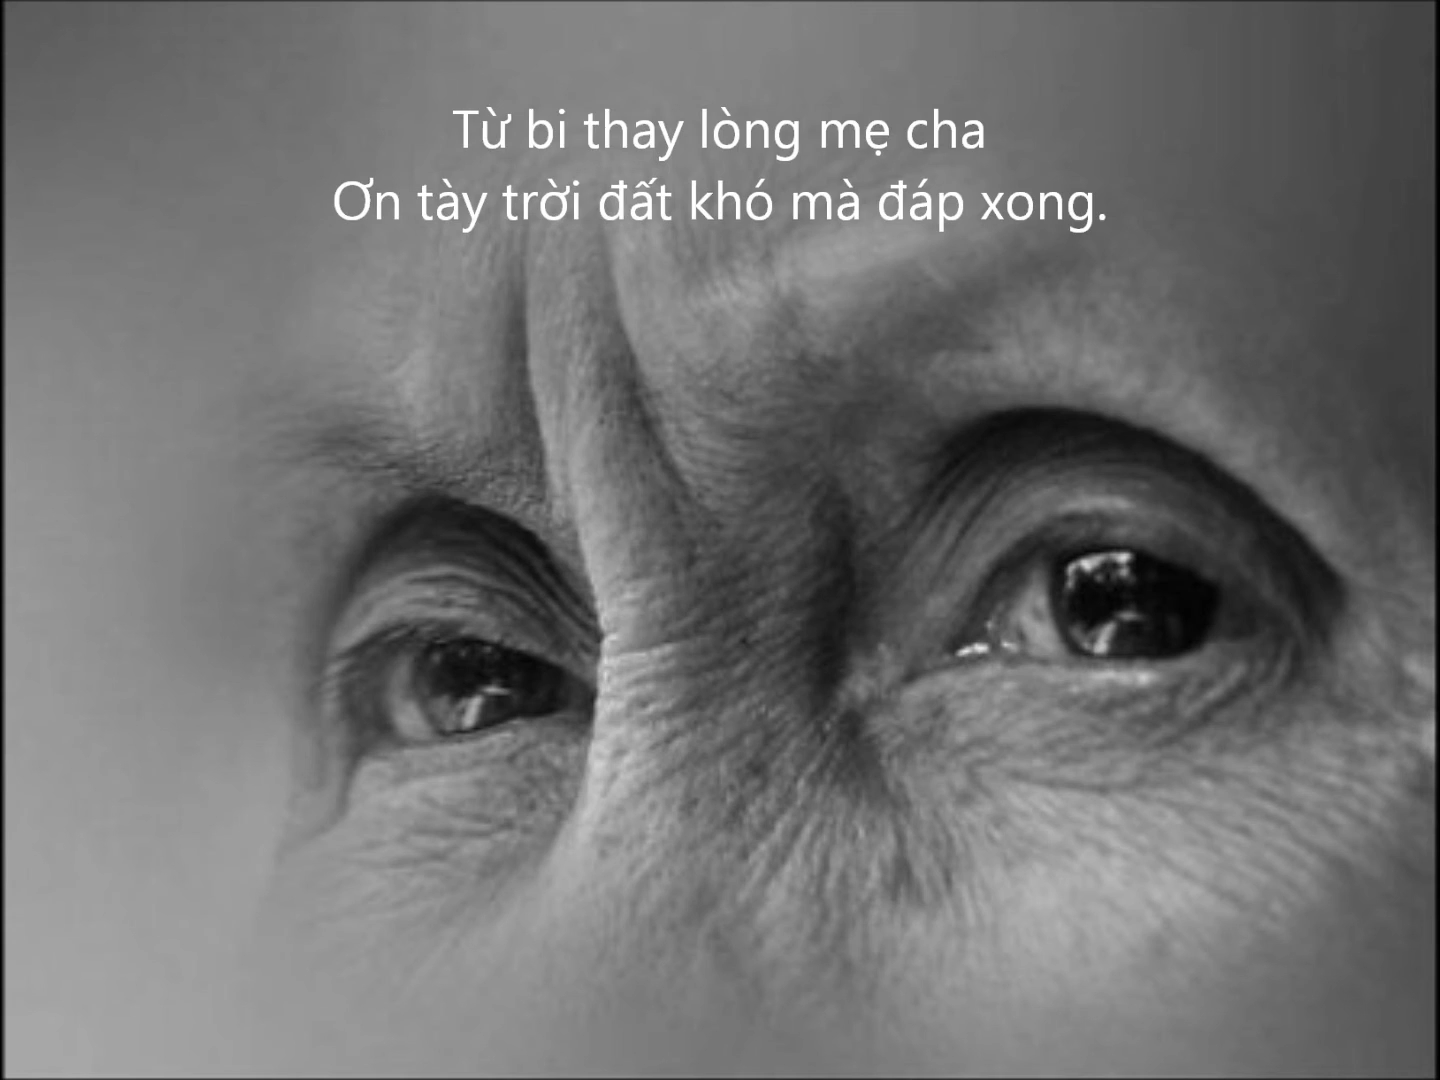 Từ bi thay lòng mẹ cha
Ơn tày trời đất khó mà đáp xong.